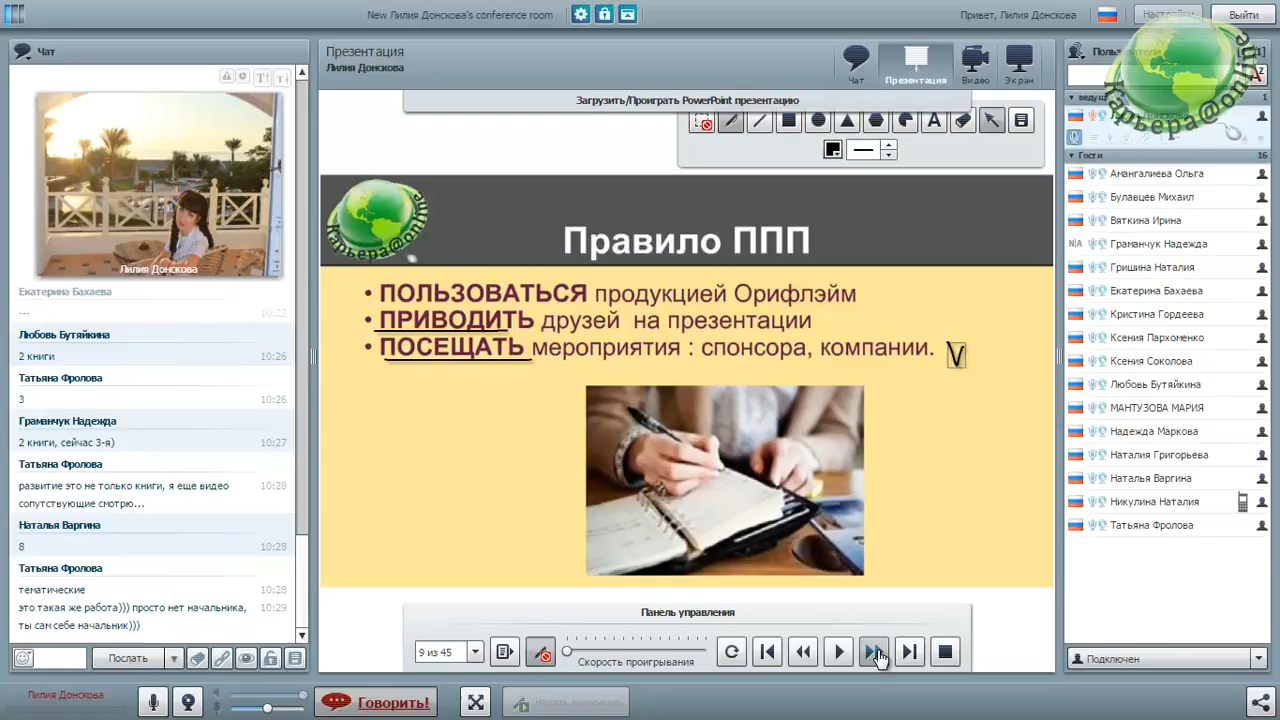 New Лилия Донскова's conference room
Привет, Лилия Донскова
Настройки
Выйти
Чат
Лилия Донскова
Екатерина Бахаева
--- 10:23
Любовь Бутяйкина
2 книги 10:26
Татьяна Фролова
3 10:26
Граманчук Надежда
2 книги, сейчас 3-я) 10:27
Татьяна Фролова
развитие это не только книги, я еще видео 10:28
сопутствующие смотрю...
Наталья Варгина
8 10:28
Татьяна Фролова
тематические 10:28
это такая же работа))) просто нет начальника, 10:29
ты сам себе начальник)))
Послать
Презентация
Лилия Донскова
Чат
Презентация
Видео
Экран
Загрузить/Проиграть PowerPoint презентацию
карьера@online
Правило ППП
• ПОЛЬЗОВАТЬСЯ продукцией Орифлэйм
• ПРИВОДИТЬ друзей на презентации
• ПОСЕЩАТЬ мероприятия : спонсора, компании. V
Панель управления
9 из 45
Скорость проигрывания
карьера@online
1
Гости 16
Амангалиева Ольга
Булавцев Михаил
Вяткина Ирина
N\A Граманчук Надежда
Гришина Наталия
Екатерина Бахаева
Кристина Гордеева
Ксения Пархоменко
Ксения Соколова
Любовь Бутяйкина
МАНТУЗОВА МАРИЯ
Надежда Маркова
Наталия Григорьева
Наталья Варгина
Никулина Наталия
Татьяна Фролова
Подключен
Лилия Донскова
Говорить!